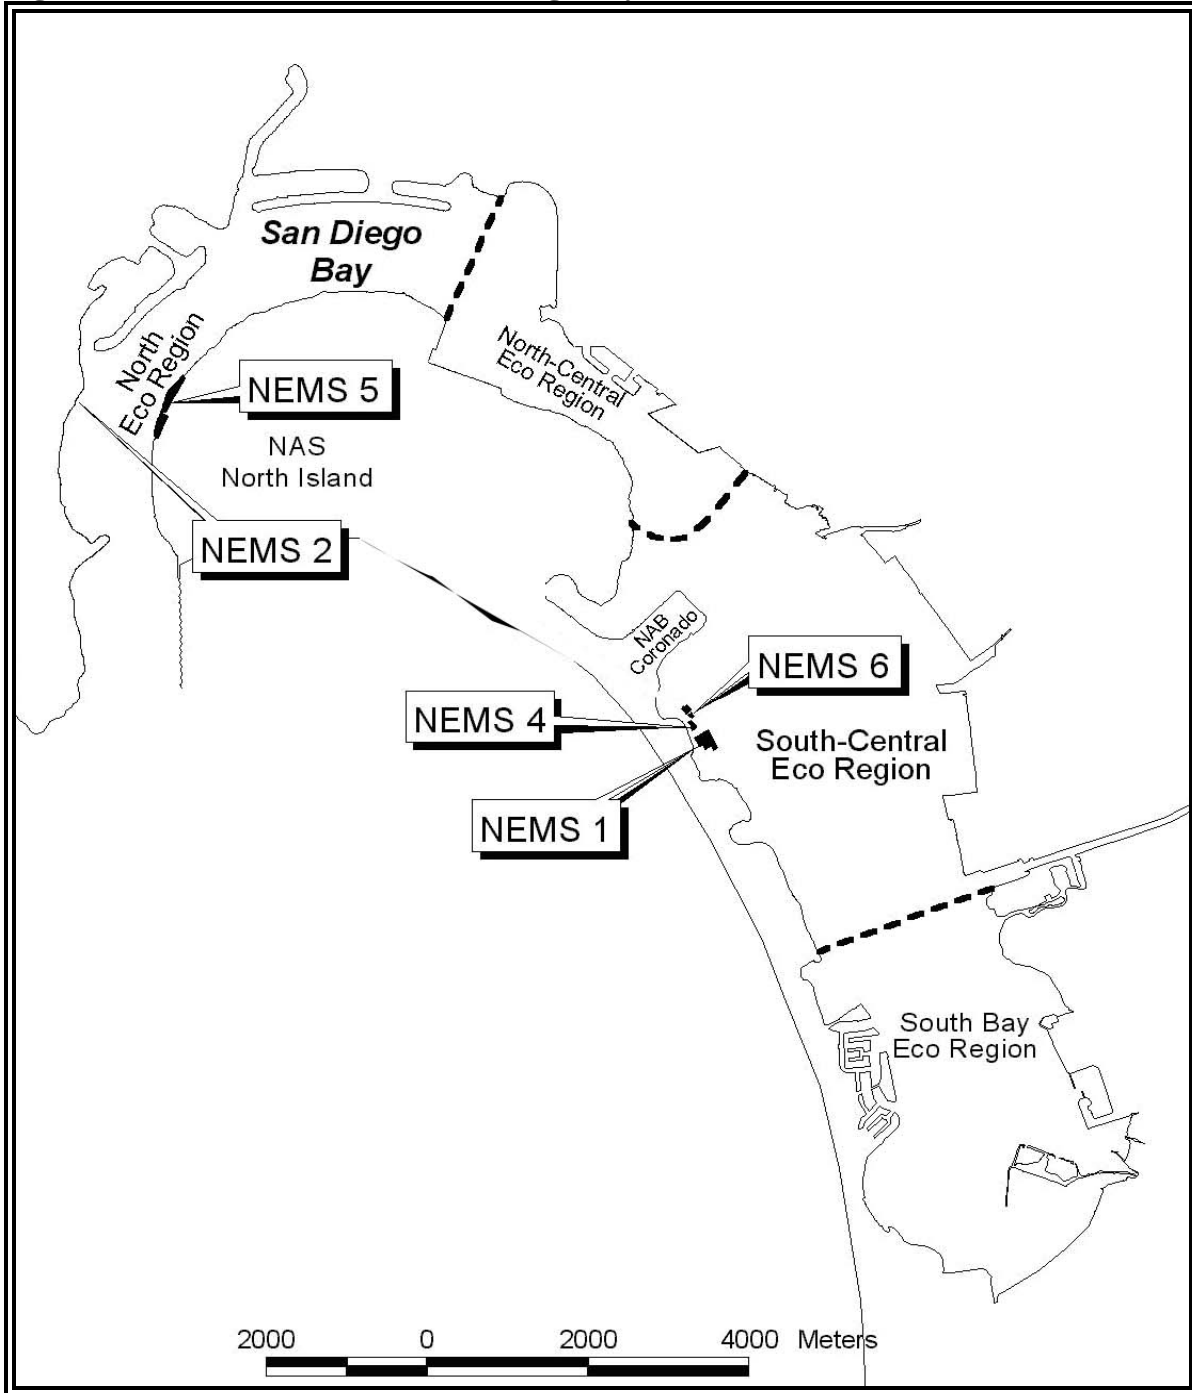 San Diego
Bay
North
Eco Region
North-Central
Eco Region
NEMS 5
NAS
North Island
NEMS 2
NAB
Coronado
NEMS 6
NEMS 4
South-Central
Eco Region
NEMS 1
South Bay
Eco Region
2000 0 2000 4000 Meters